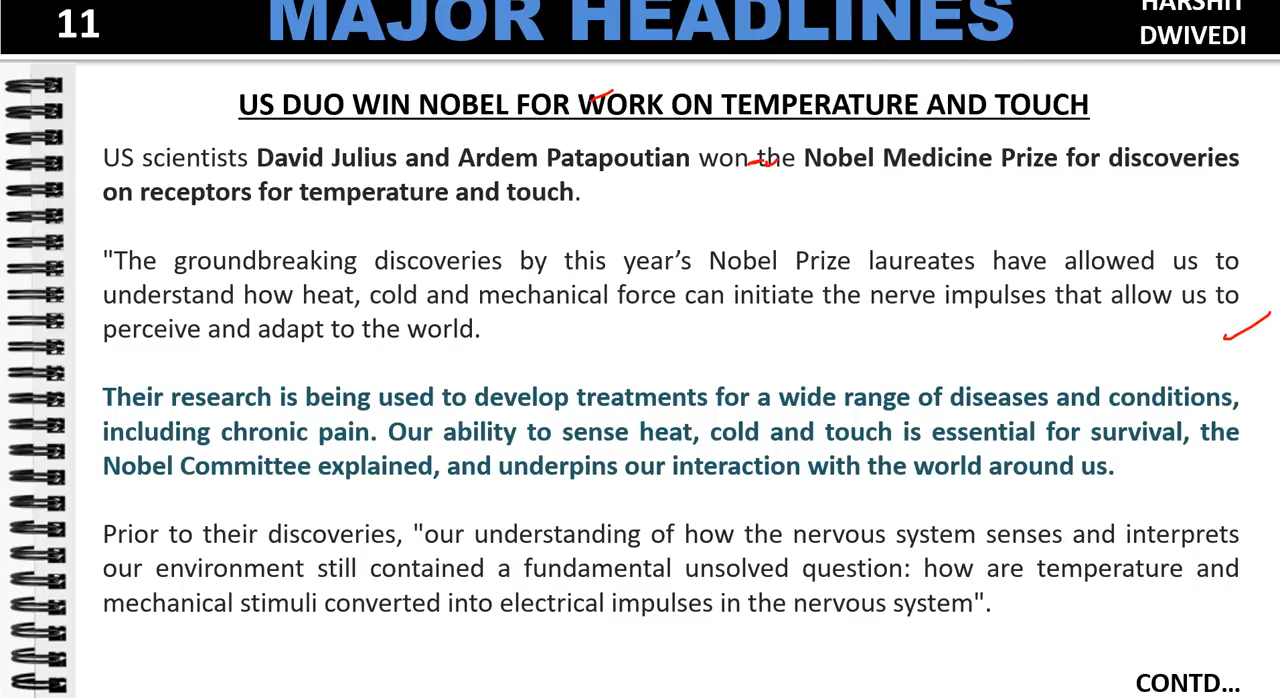 11
MAJOR HEADLINES
HARSHIT
DWIVEDI
US DUO WIN NOBEL FOR WORK ON TEMPERATURE AND TOUCH
US scientists David Julius and Ardem Patapoutian won the Nobel Medicine Prize for discoveries
on receptors for temperature and touch.
"The groundbreaking discoveries by this year’s Nobel Prize laureates have allowed us to
understand how heat, cold and mechanical force can initiate the nerve impulses that allow us to
perceive and adapt to the world.
Their research is being used to develop treatments for a wide range of diseases and conditions,
including chronic pain. Our ability to sense heat, cold and touch is essential for survival, the
Nobel Committee explained, and underpins our interaction with the world around us.
Prior to their discoveries, "our understanding of how the nervous system senses and interprets
our environment still contained a fundamental unsolved question: how are temperature and
mechanical stimuli converted into electrical impulses in the nervous system".
CONTD...